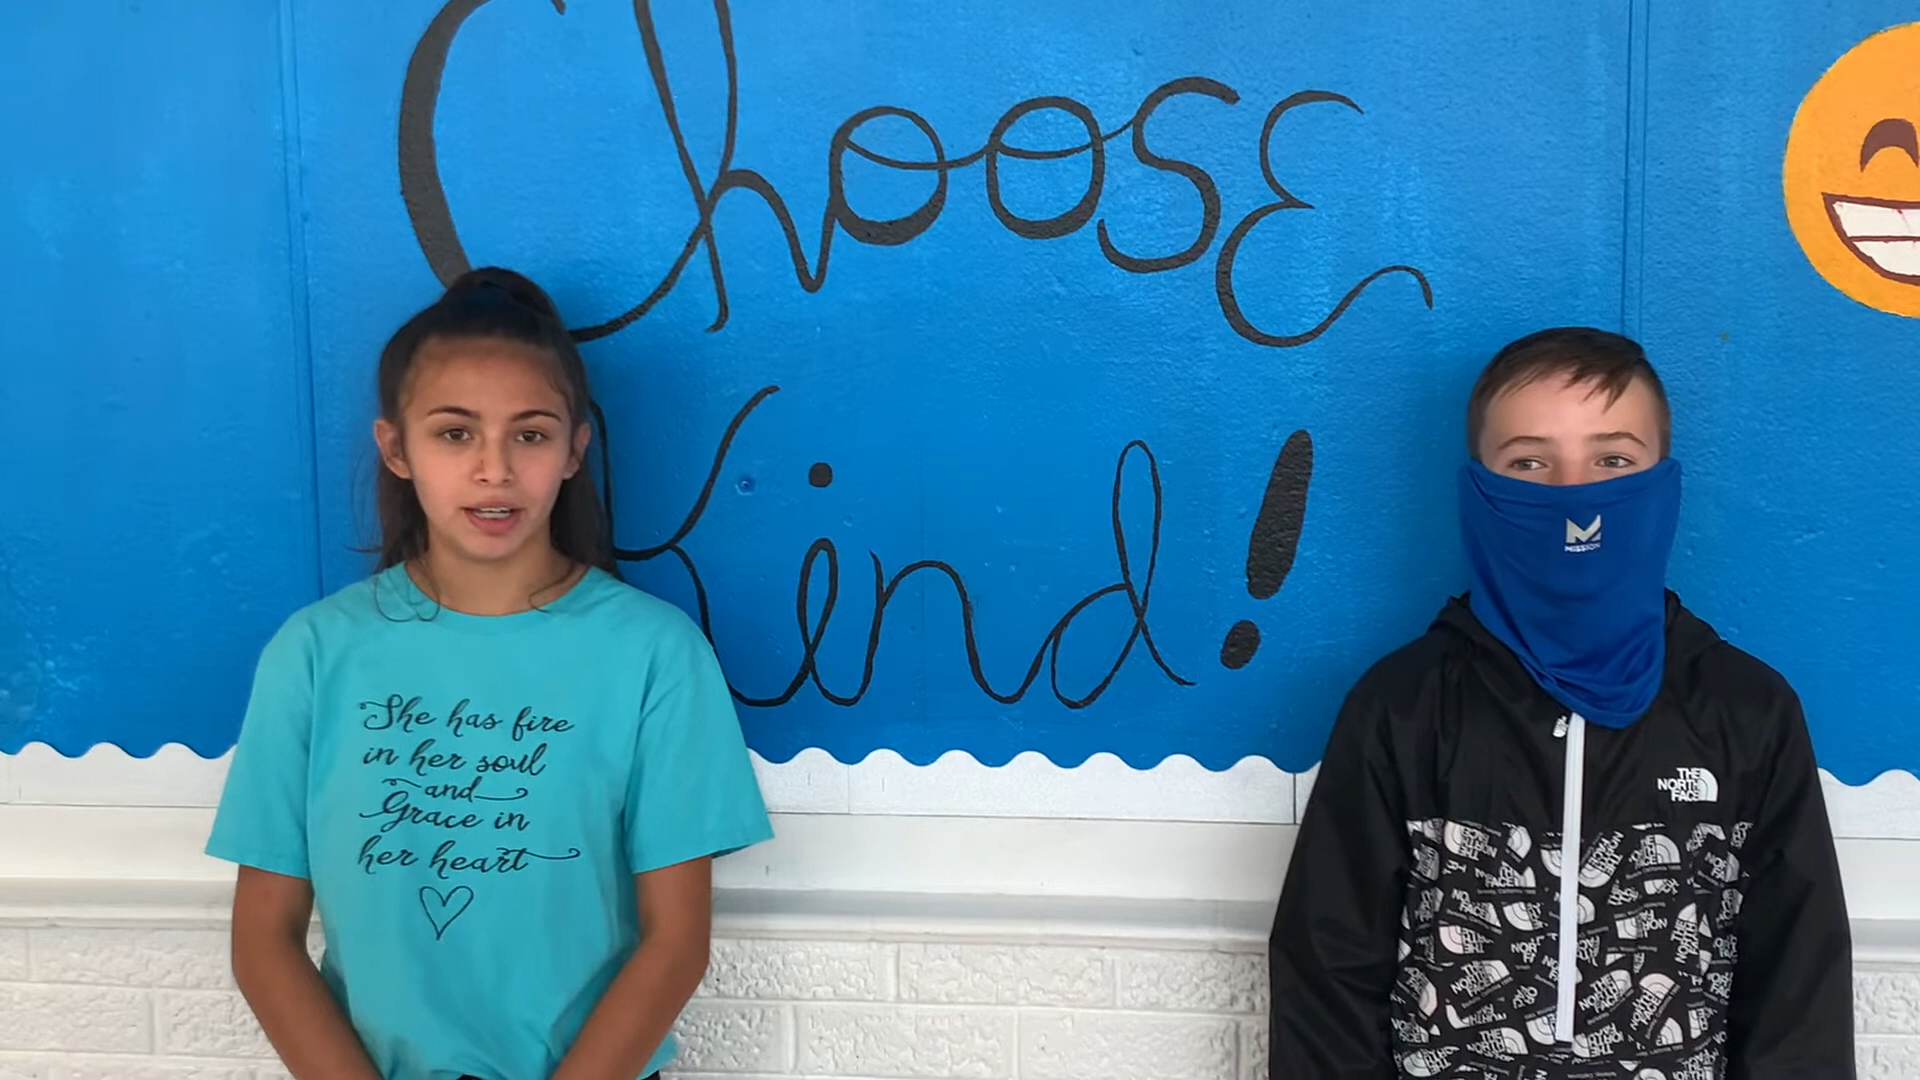 Choose
Kind!
She has fire
in her soul
and
Grace in
her heart
M
MISSION
THE
NORTH
FACE